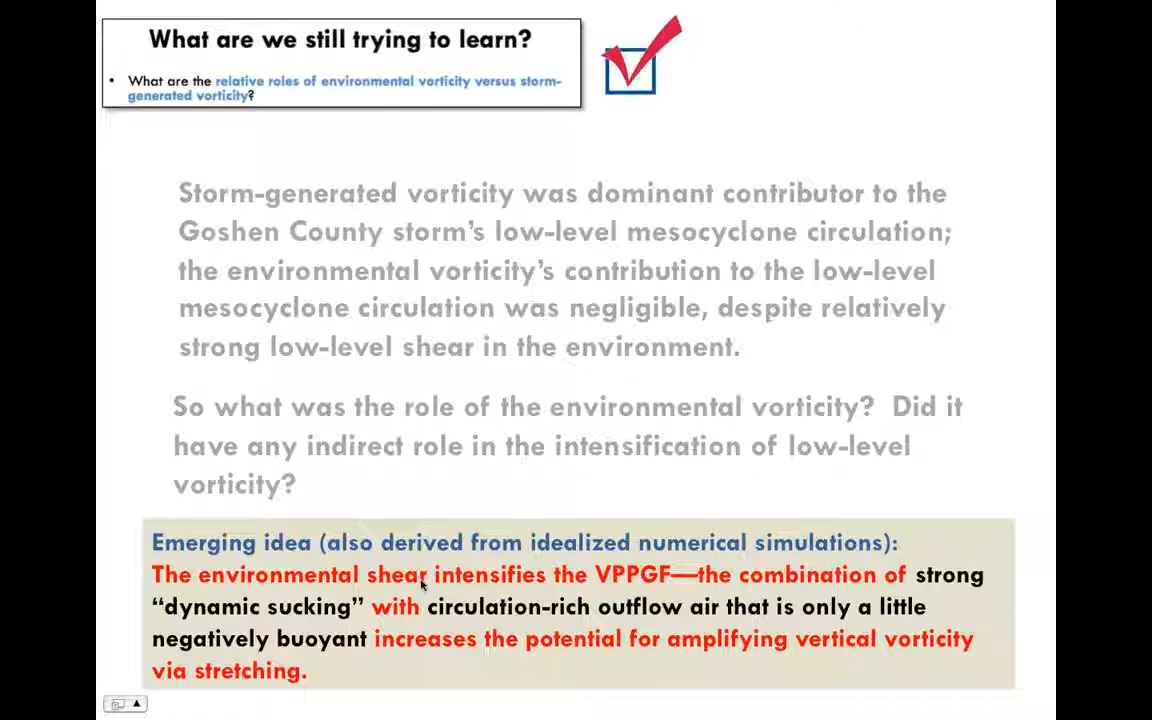 What are we still trying to learn?
• What are the relative roles of environmental vorticity versus storm-
generated vorticity?
Storm-generated vorticity was dominant contributor to the
Goshen County storm’s low-level mesocyclone circulation;
the environmental vorticity’s contribution to the low-level
mesocyclone circulation was negligible, despite relatively
strong low-level shear in the environment.
So what was the role of the environmental vorticity? Did it
have any indirect role in the intensification of low-level
vorticity?
Emerging idea (also derived from idealized numerical simulations):
The environmental shear intensifies the VPPGF—the combination of strong
“dynamic sucking” with circulation-rich outflow air that is only a little
negatively buoyant increases the potential for amplifying vertical vorticity
via stretching.